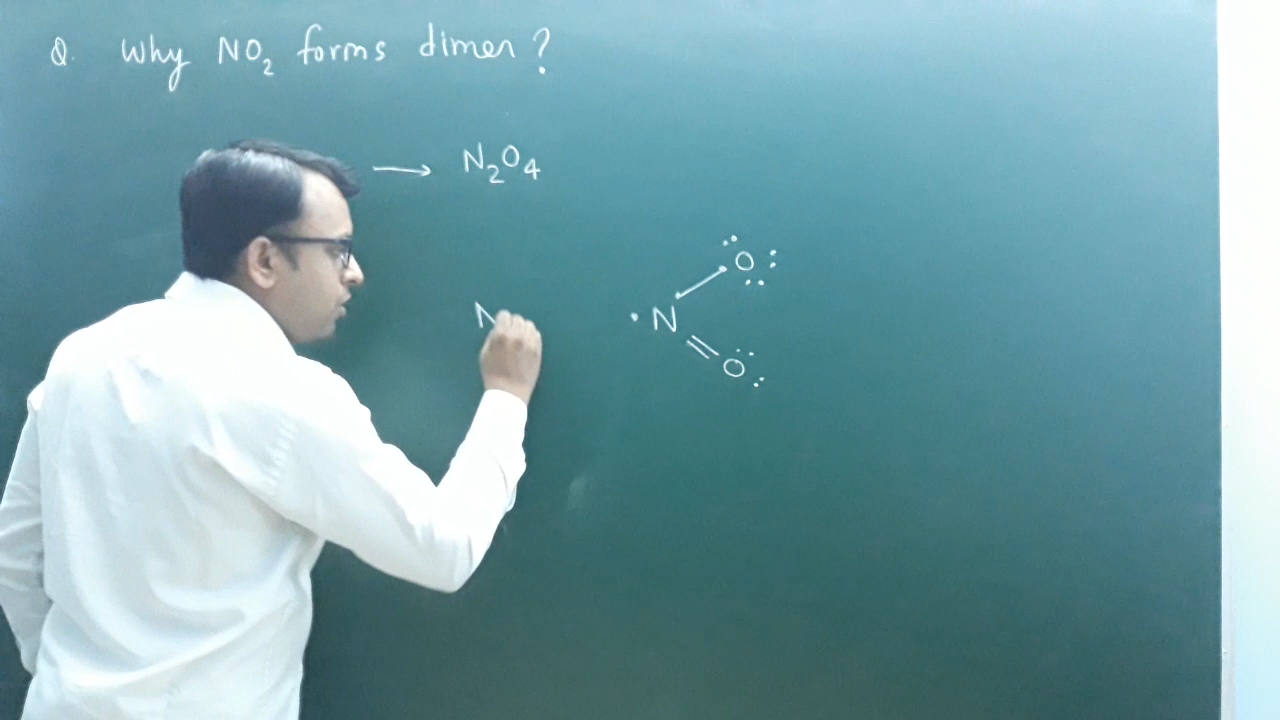 Q. Why NO₂ forms dimer?
⟶ N₂O₄
O
N · N
O